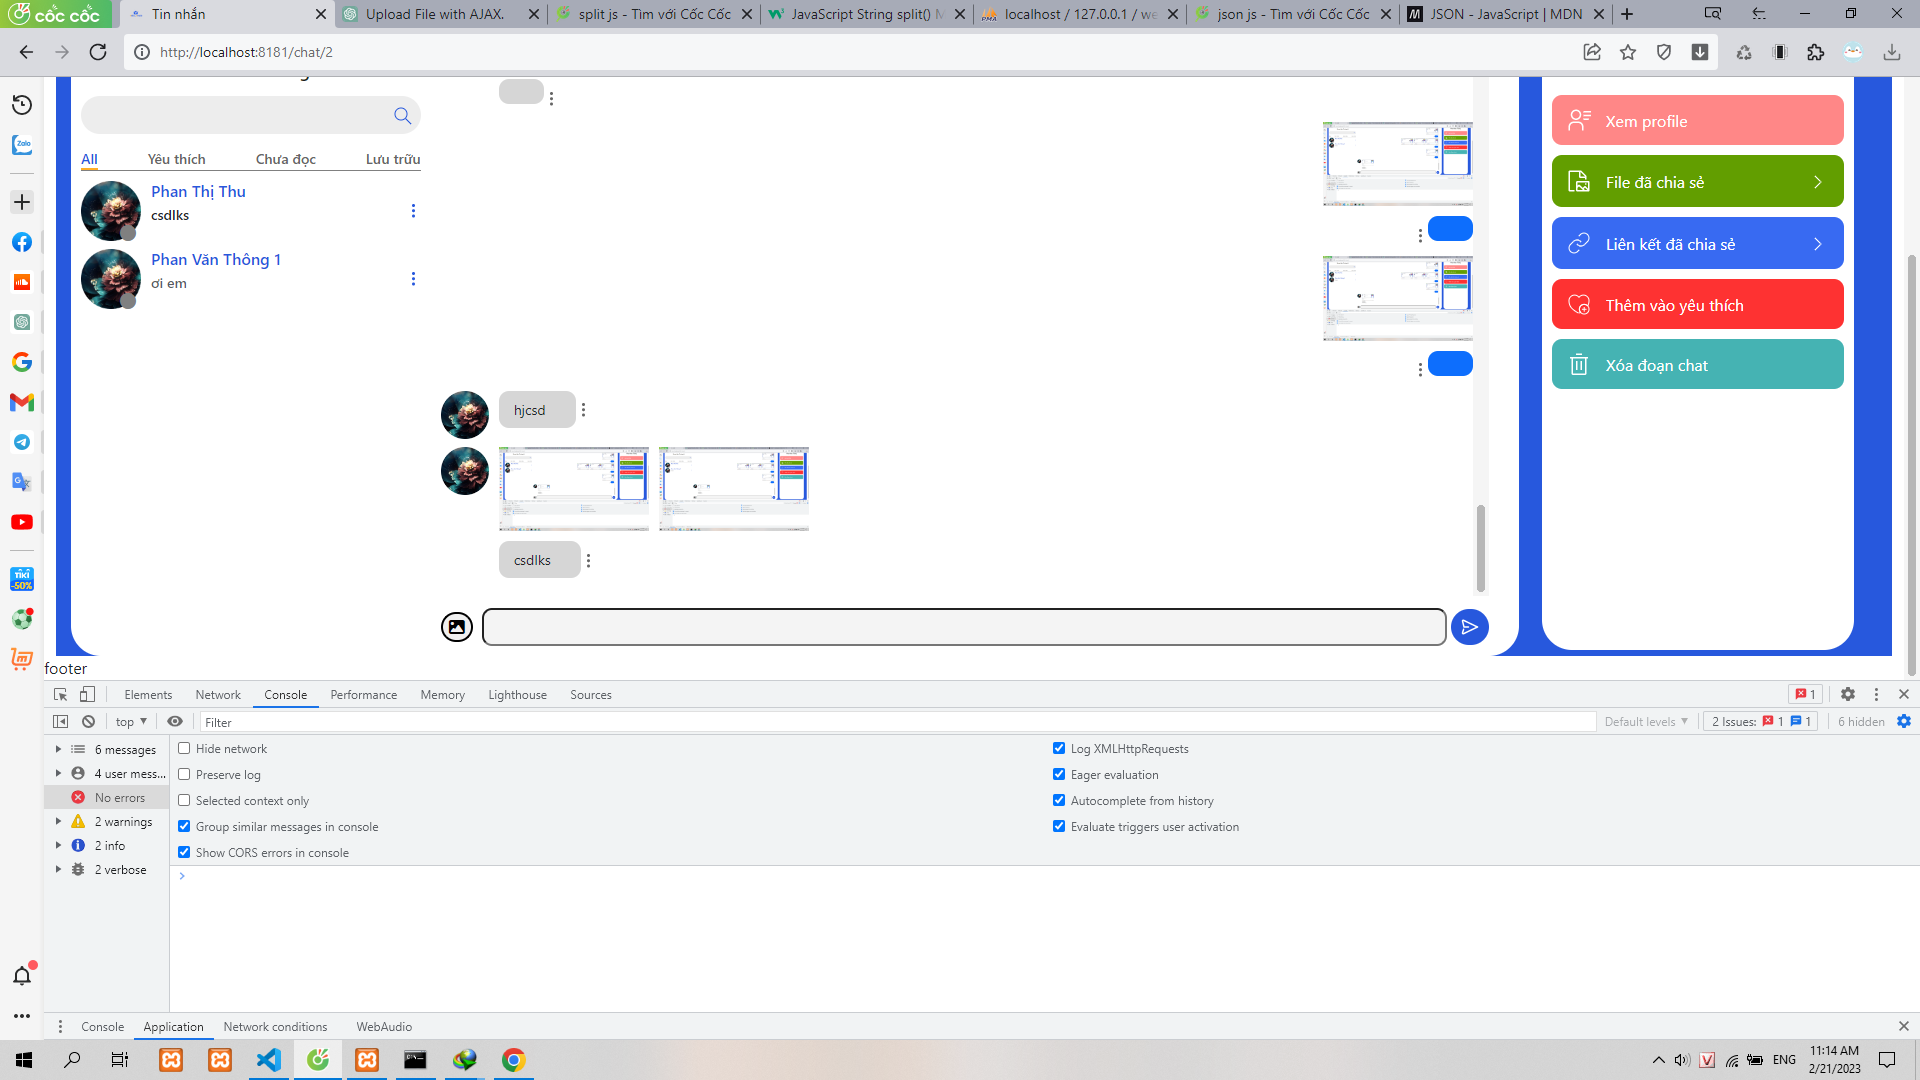 cốc cốc
Tin nhắn
Upload File with AJAX.
split js - Tìm với Cốc Cốc
JavaScript String split() M
localhost / 127.0.0.1 / we
json js - Tìm với Cốc Cốc
JSON - JavaScript | MDN
http://localhost:8181/chat/2
Zalo
TIKI
-50%
All
Yêu thích
Chưa đọc
Lưu trữu
Phan Thị Thu
csdlks
Phan Văn Thông 1
ơi em
hjcsd
csdlks
Xem profile
File đã chia sẻ
Liên kết đã chia sẻ
Thêm vào yêu thích
Xóa đoạn chat
footer
Elements
Network
Console
Performance
Memory
Lighthouse
Sources
1
top
Filter
Default levels
2 Issues:
1
1
6 hidden
6 messages
4 user mess...
No errors
2 warnings
2 info
2 verbose
Hide network
Preserve log
Selected context only
Group similar messages in console
Show CORS errors in console
Log XMLHttpRequests
Eager evaluation
Autocomplete from history
Evaluate triggers user activation
Console
Application
Network conditions
WebAudio
ENG
11:14 AM
2/21/2023